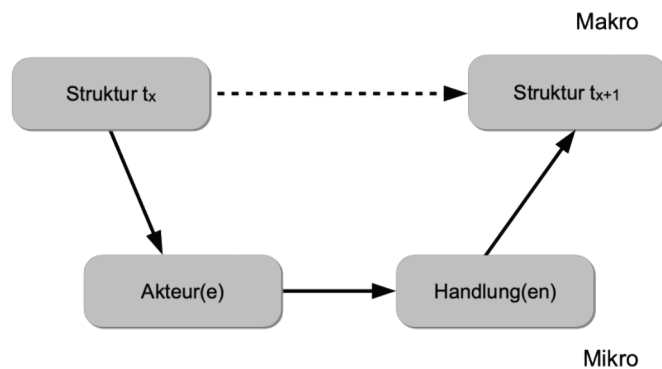 Makro
Struktur tx
Struktur tx+1
Akteur(e)
Handlung(en)
Mikro